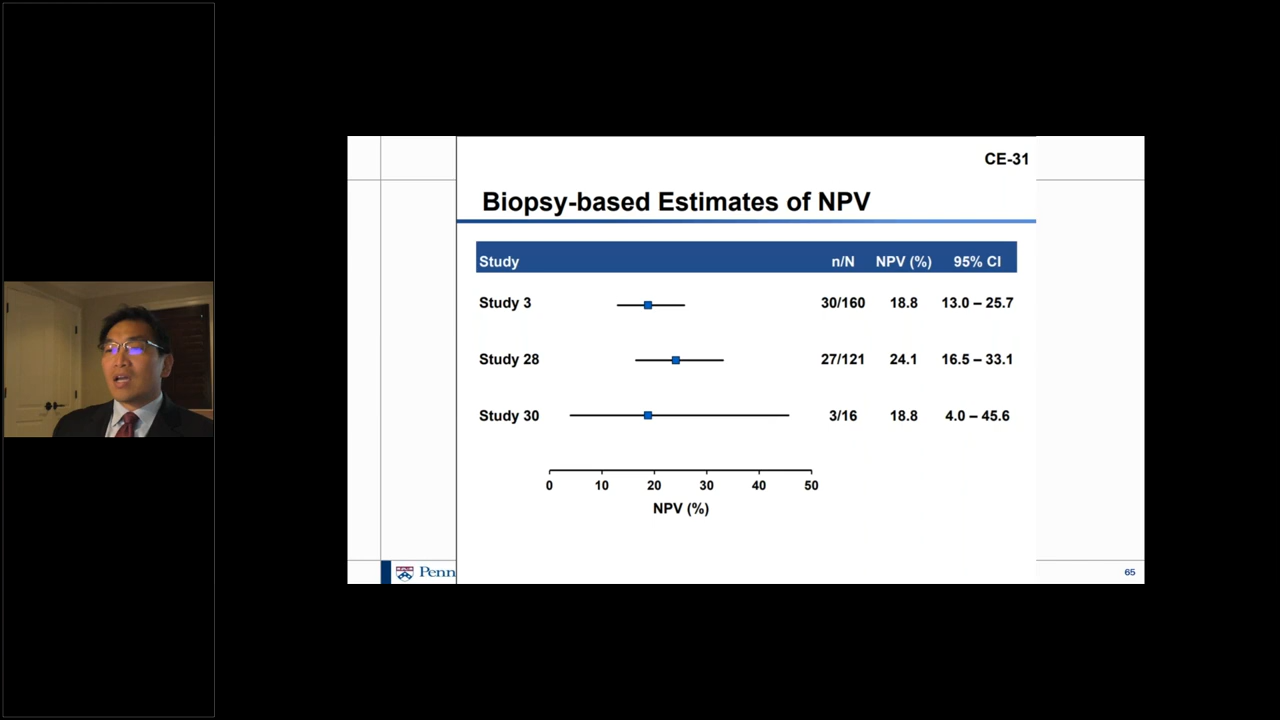 CE-31
Biopsy-based Estimates of NPV
Study n/N NPV (%) 95% CI
Study 3 30/160 18.8 13.0 – 25.7
Study 28 27/121 24.1 16.5 – 33.1
Study 30 3/16 18.8 4.0 – 45.6
0 10 20 30 40 50
NPV (%)
Penn 65